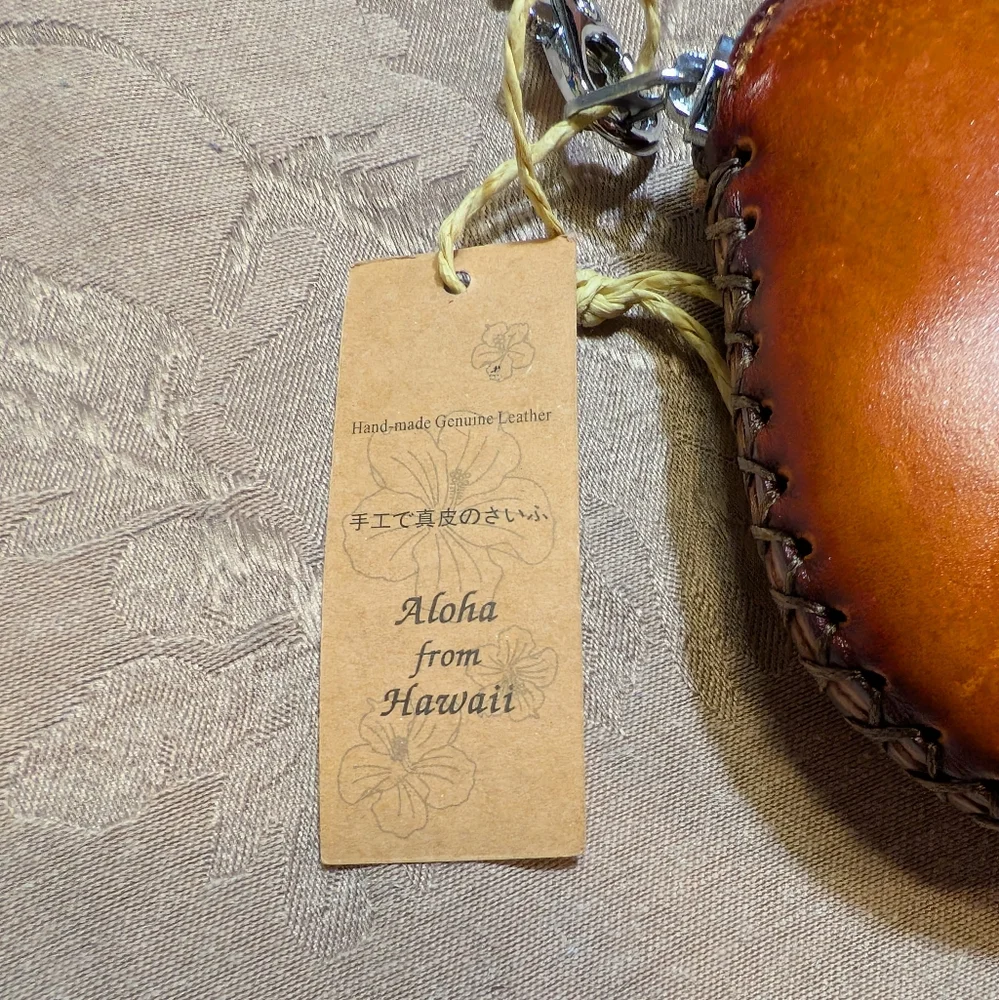 Hand-made Genuine Leather
手工で真皮のさいふ
Aloha
from
Hawaii